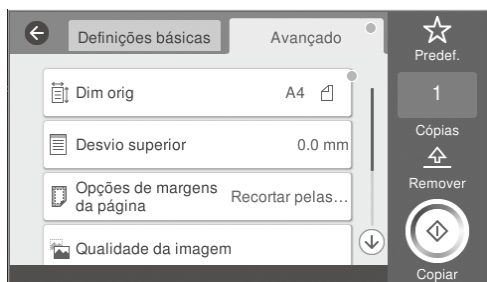 Definições básicas
Avançado
Predef.
Dim orig
A4
1
Cópias
Desvio superior
0.0 mm
Remover
Opções de margens
da página
Recortar pelas...
Qualidade da imagem
Copiar